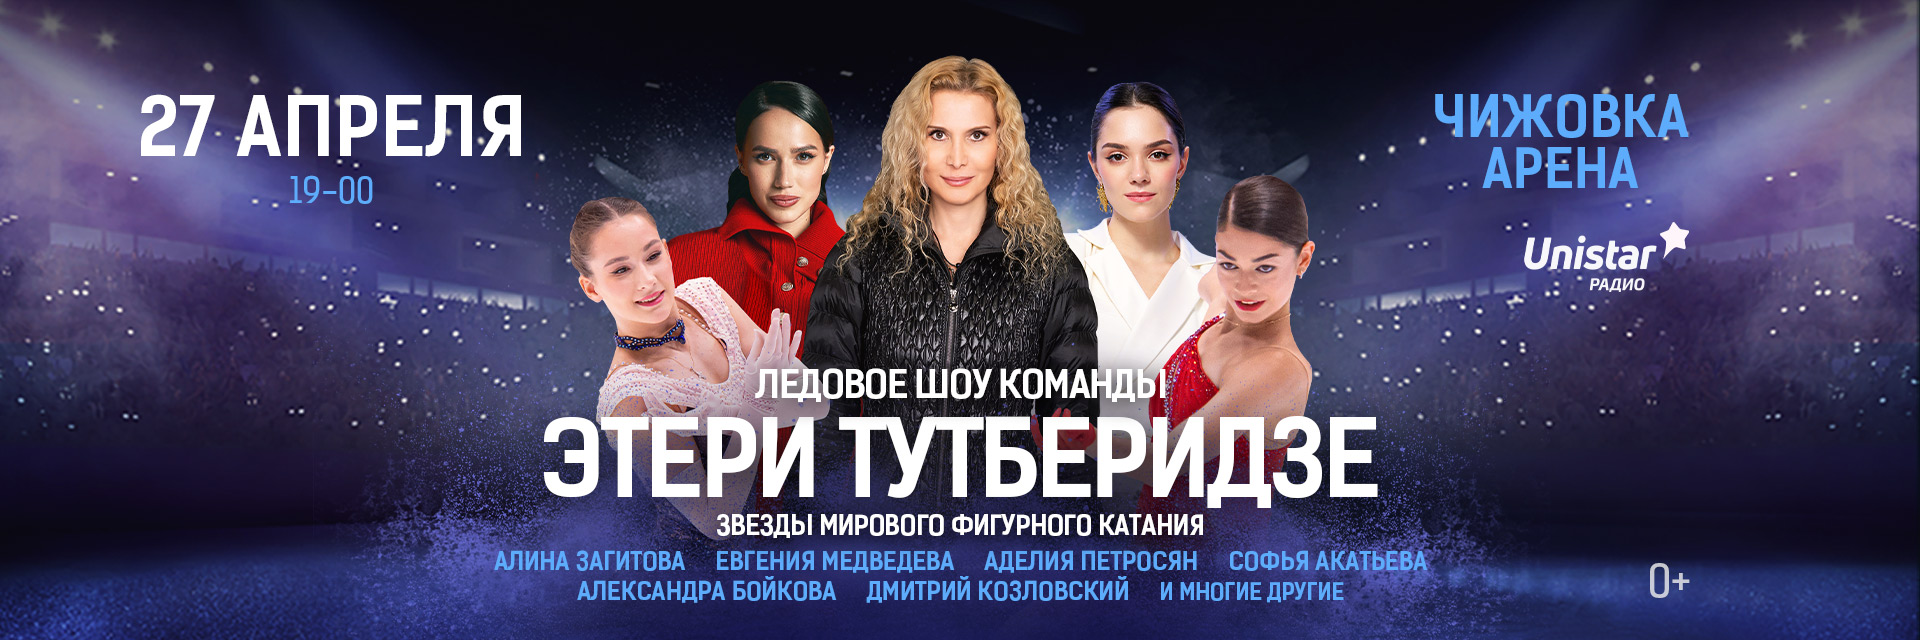 27 АПРЕЛЯ
19-00
ЧИЖОВКА
АРЕНА
Unistar
РАДИО
ЛЕДОВОЕ ШОУ КОМАНДЫ
ЭТЕРИ ТУТБЕРИДЗЕ
ЗВЕЗДЫ МИРОВОГО ФИГУРНОГО КАТАНИЯ
АЛИНА ЗАГИТОВА ЕВГЕНИЯ МЕДВЕДЕВА АДЕЛИЯ ПЕТРОСЯН СОФЬЯ АКАТЬЕВА
АЛЕКСАНДРА БОЙКОВА ДМИТРИЙ КОЗЛОВСКИЙ И МНОГИЕ ДРУГИЕ
0+